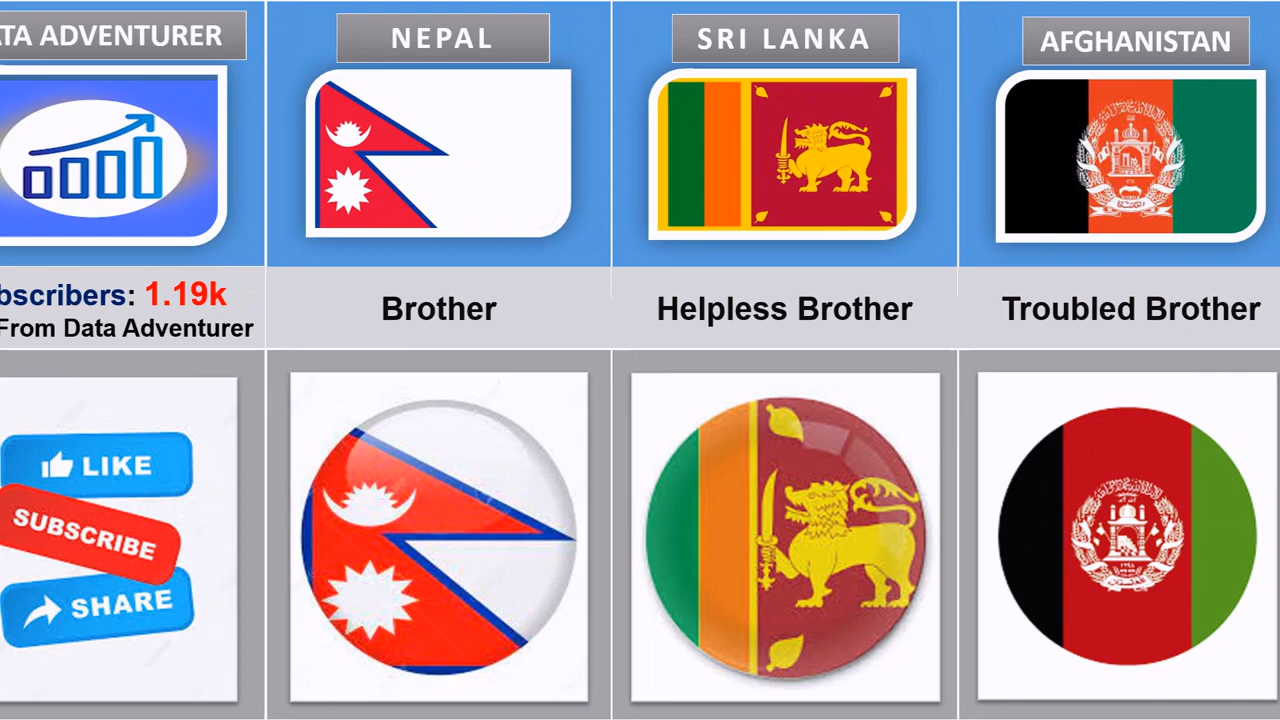 TA ADVENTURER
bscribers: 1.19k
From Data Adventurer
LIKE
SUBSCRIBE
SHARE
NEPAL
Brother
SRI LANKA
Helpless Brother
AFGHANISTAN
Troubled Brother